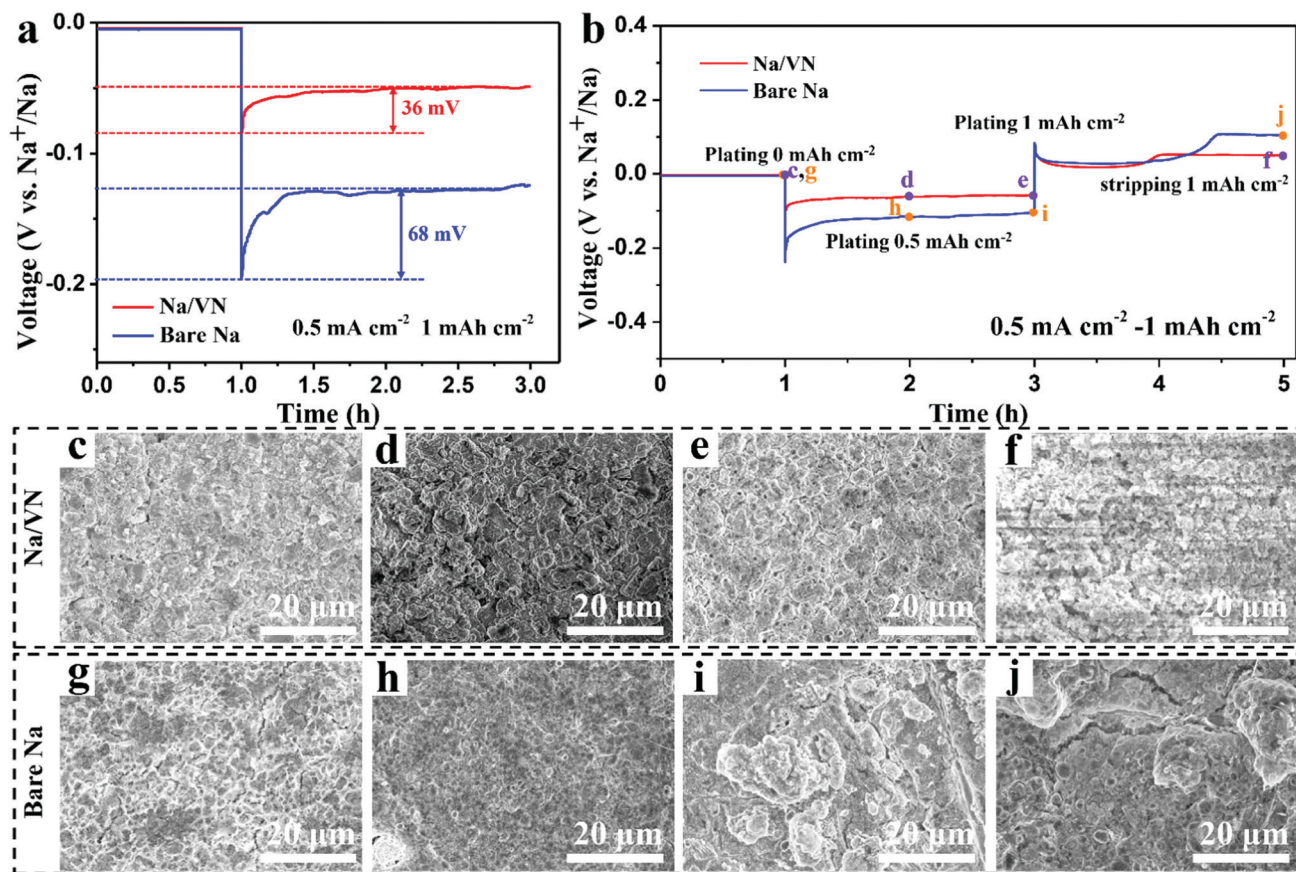 a
0.0
-0.1
-0.2
Voltage (V vs. Na⁺/Na)
36 mV
68 mV
Na/VN
Bare Na
0.5 mA cm⁻² 1 mAh cm⁻²
0.0 0.5 1.0 1.5 2.0 2.5 3.0
Time (h)
b
0.4
0.2
0.0
-0.2
-0.4
Voltage (V vs. Na⁺/Na)
Na/VN
Bare Na
Plating 1 mAh cm⁻²
j
Plating 0 mAh cm⁻²
c,g
d
e
f
stripping 1 mAh cm⁻²
h
i
Plating 0.5 mAh cm⁻²
0.5 mA cm⁻² -1 mAh cm⁻²
0 1 2 3 4 5
Time (h)
Na/VN
c
20 μm
d
20 μm
e
20 μm
f
20 μm
Bare Na
g
20 μm
h
20 μm
i
20 μm
j
20 μm